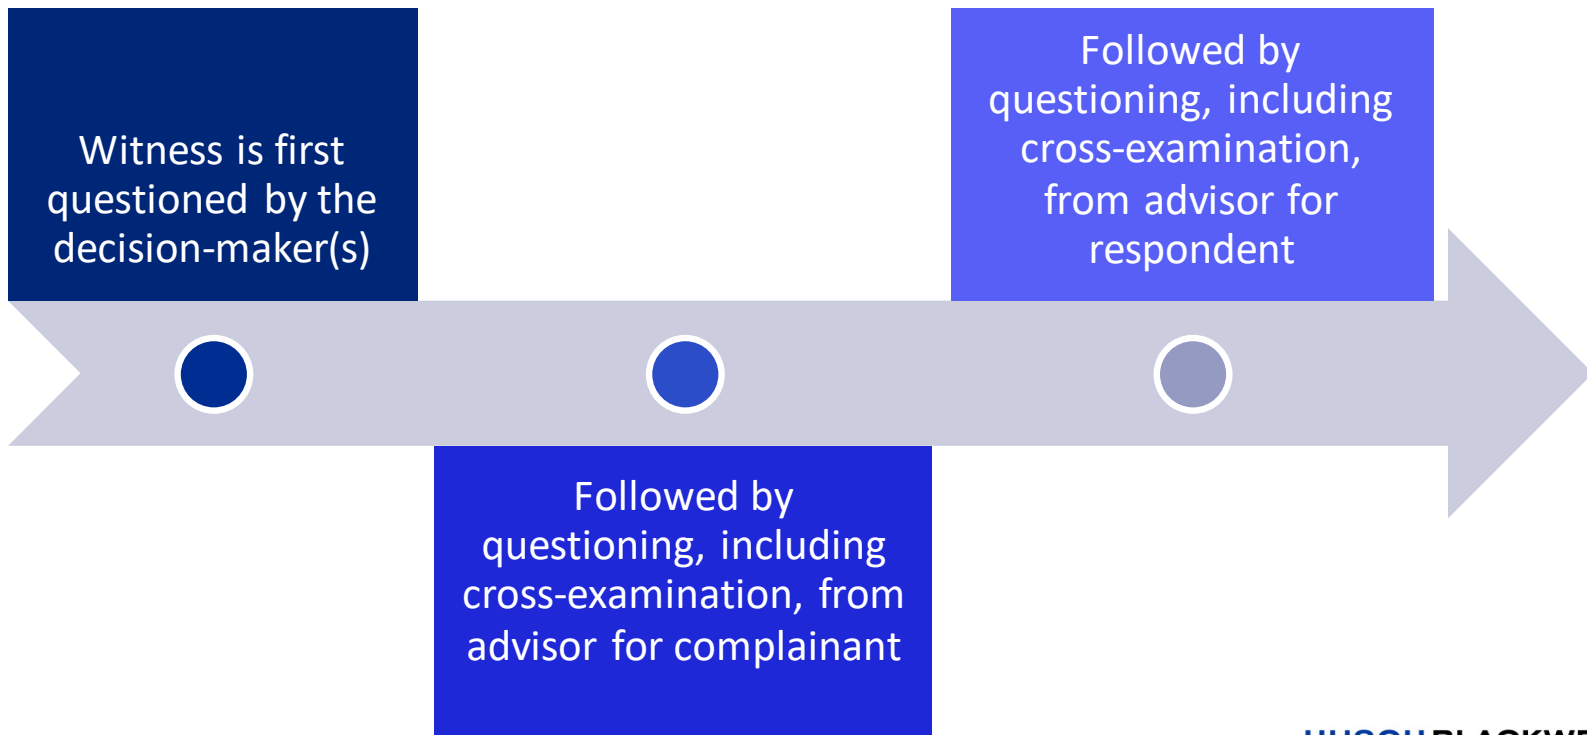 Witness is first
questioned by the
decision-maker(s)
Followed by
questioning, including
cross-examination, from
advisor for complainant
Followed by
questioning, including
cross-examination,
from advisor for
respondent